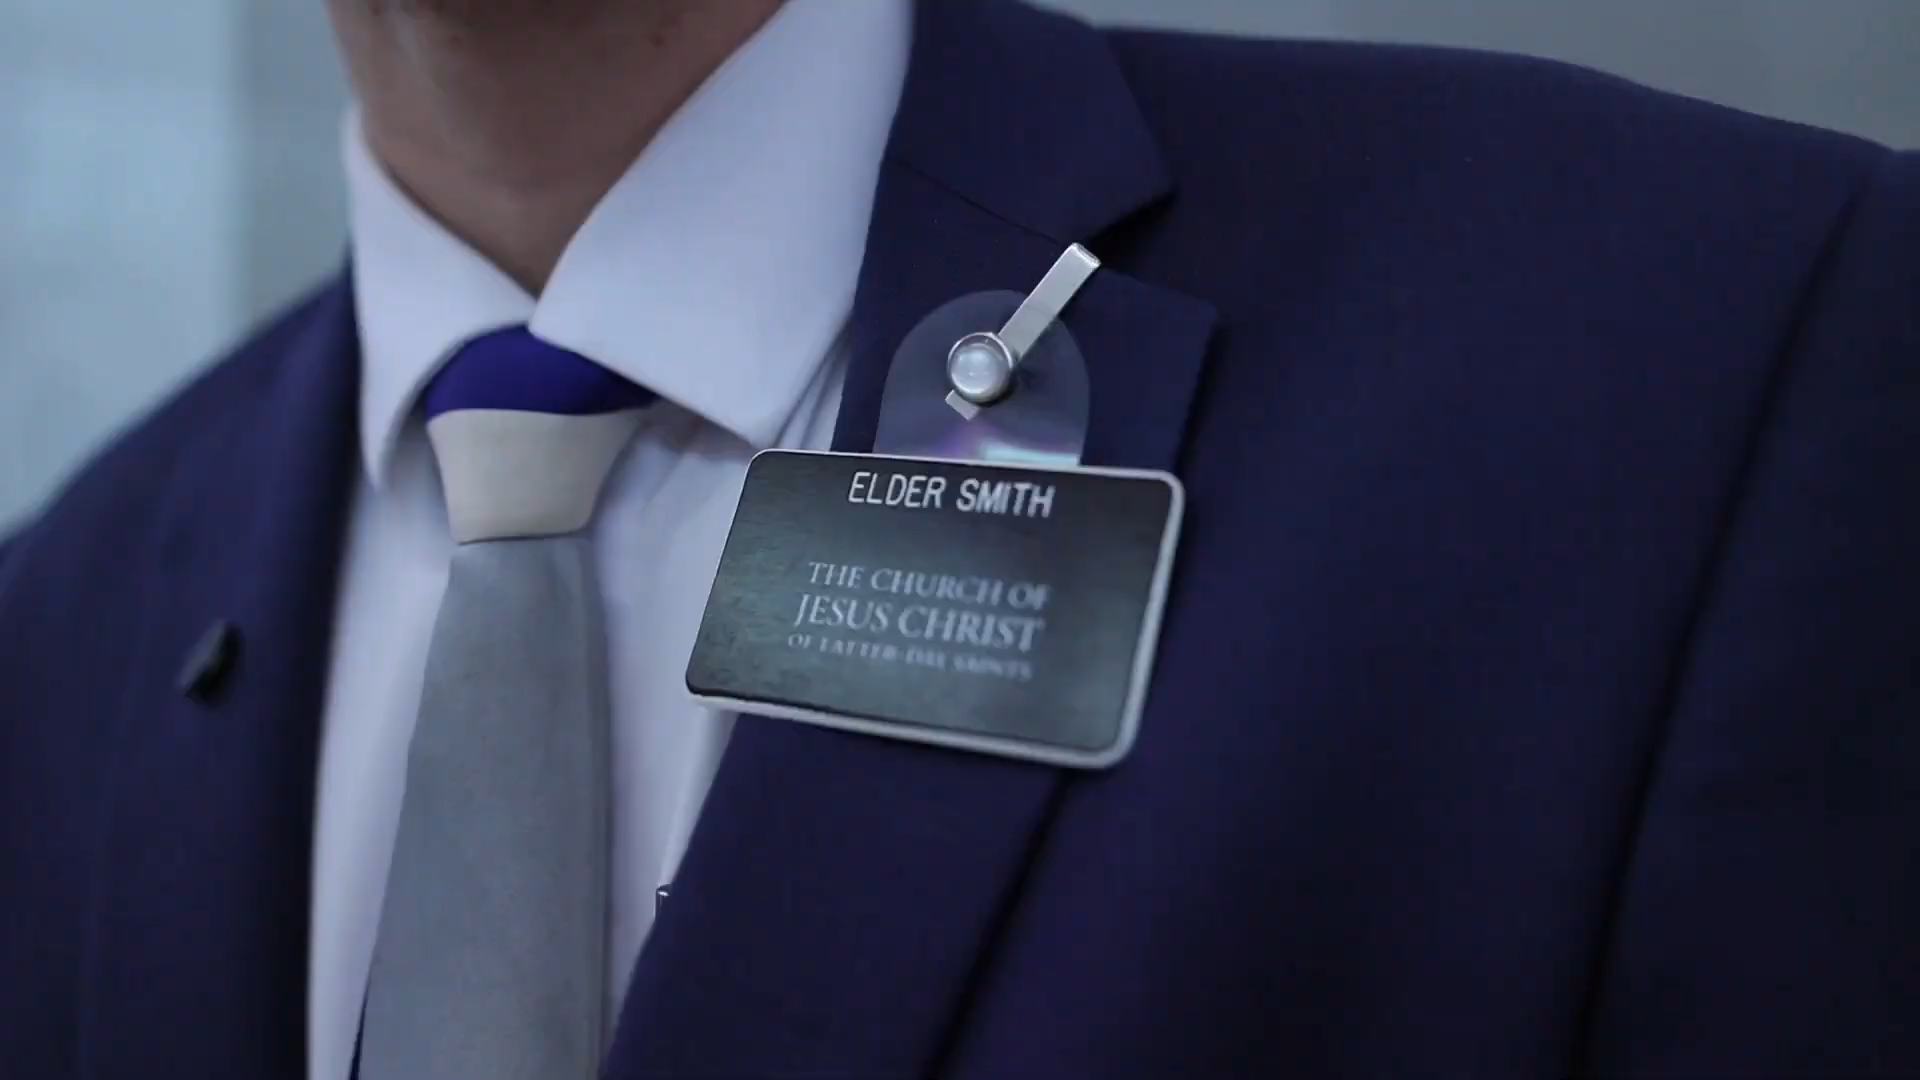 ELDER SMITH
THE CHURCH OF
JESUS CHRIST
OF LATTER-DAY SAINTS